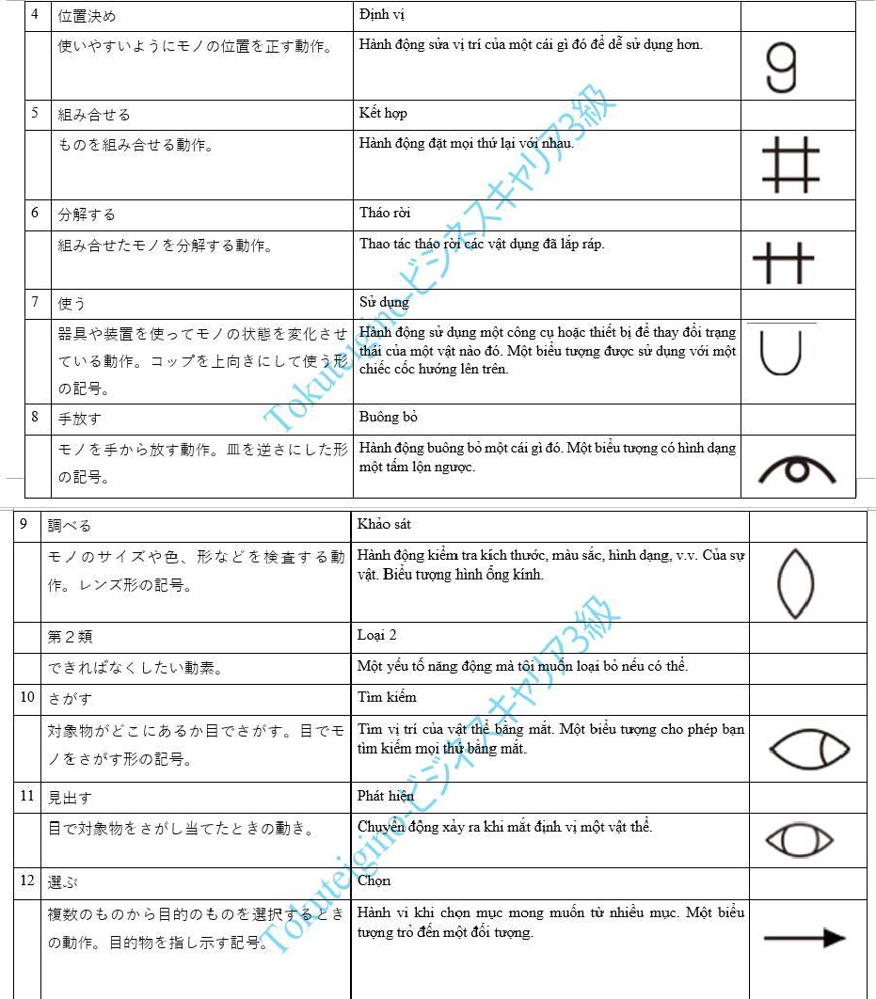 4 位置決め Định vị
使いやすいようにモノの位置を正す動作。 Hành động sửa vị trí của một cái gì đó để dễ sử dụng hơn.
5 組み合せる Kết hợp
ものを組み合せる動作。 Hành động đặt mọi thứ lại với nhau.
6 分解する Tháo rời
組み合せたモノを分解する動作。 Thao tác tháo rời các vật dụng đã lắp ráp.
7 使う Sử dụng
器具や装置を使ってモノの状態を変化させ
ている動作。コップを上向きにして使う形
の記号。
Hành động sử dụng một công cụ hoặc thiết bị để thay đổi trạng
thái của một vật nào đó. Một biểu tượng được sử dụng với một
chiếc cốc hướng lên trên.
8 手放す Buông bỏ
モノを手から放す動作。皿を逆さにした形
の記号。
Hành động buông bỏ một cái gì đó. Một biểu tượng có hình dạng
một tấm lộn ngược.
9 調べる Khảo sát
モノのサイズや色、形などを検査する動
作。レンズ形の記号。
Hành động kiểm tra kích thước, màu sắc, hình dạng, v.v. Của sự
vật. Biểu tượng hình ống kính.
第２類 Loại 2
できればなくしたい動素。 Một yếu tố năng động mà tôi muốn loại bỏ nếu có thể.
10 さがす Tìm kiếm
対象物がどこにあるか目でさがす。目でモ
ノをさがす形の記号。
Tìm vị trí của vật thể bằng mắt. Một biểu tượng cho phép bạn
tìm kiếm mọi thứ bằng mắt.
11 見出す Phát hiện
目で対象物をさがし当てたときの動き。 Chuyển động xảy ra khi mắt định vị một vật thể.
12 選ぶ Chọn
複数のものから目的のものを選択するとき
の動作。目的物を指し示す記号。
Hành vi khi chọn mục mong muốn từ nhiều mục. Một biểu
tượng trỏ đến một đối tượng.
Tokuteigino-ビジネスキャリア3級
Tokuteigino-ビジネスキャリア3級